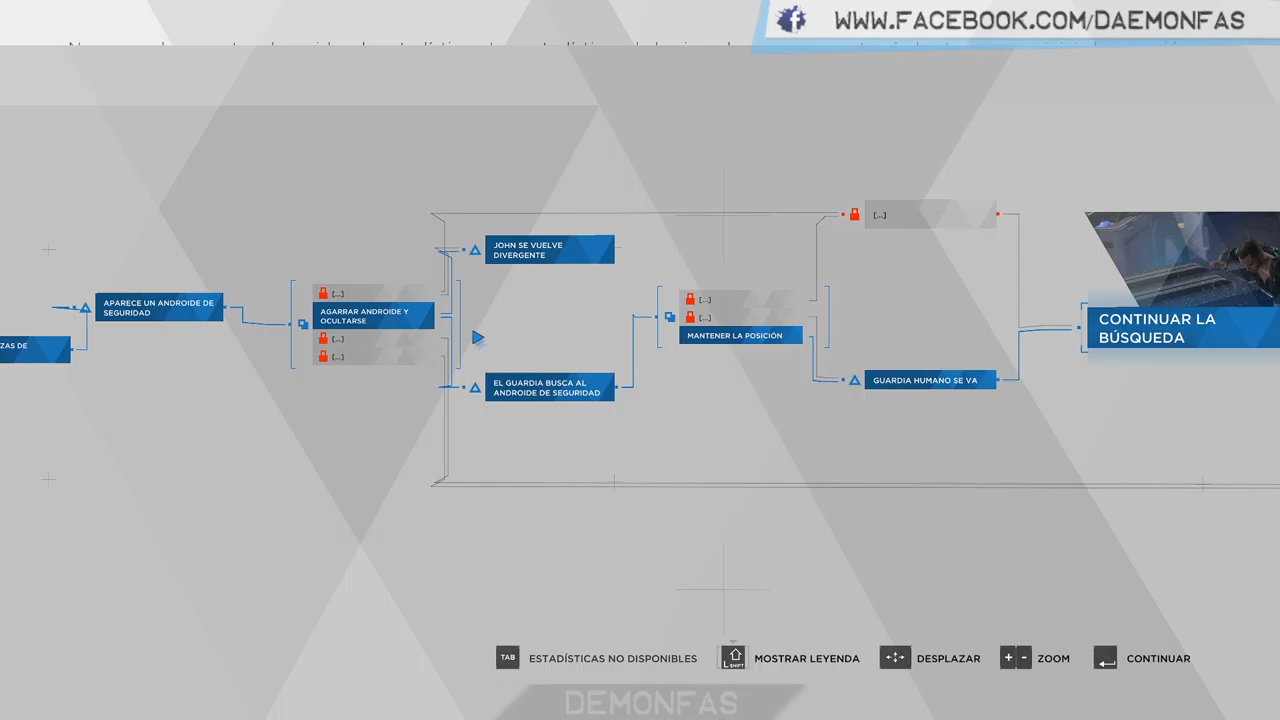 WWW.FACEBOOK.COM/DAEMONFAS
[...]
JOHN SE VUELVE
DIVERGENTE
APARECE UN ANDROIDE DE
SEGURIDAD
[...]
AGARRAR ANDROIDE Y
OCULTARSE
[...]
[...]
[...]
[...]
MANTENER LA POSICIÓN
CONTINUAR LA
BÚSQUEDA
ZAS DE
EL GUARDIA BUSCA AL
ANDROIDE DE SEGURIDAD
GUARDIA HUMANO SE VA
TAB ESTADÍSTICAS NO DISPONIBLES L SHIFT MOSTRAR LEYENDA DESPLAZAR + - ZOOM CONTINUAR
DEMONFAS